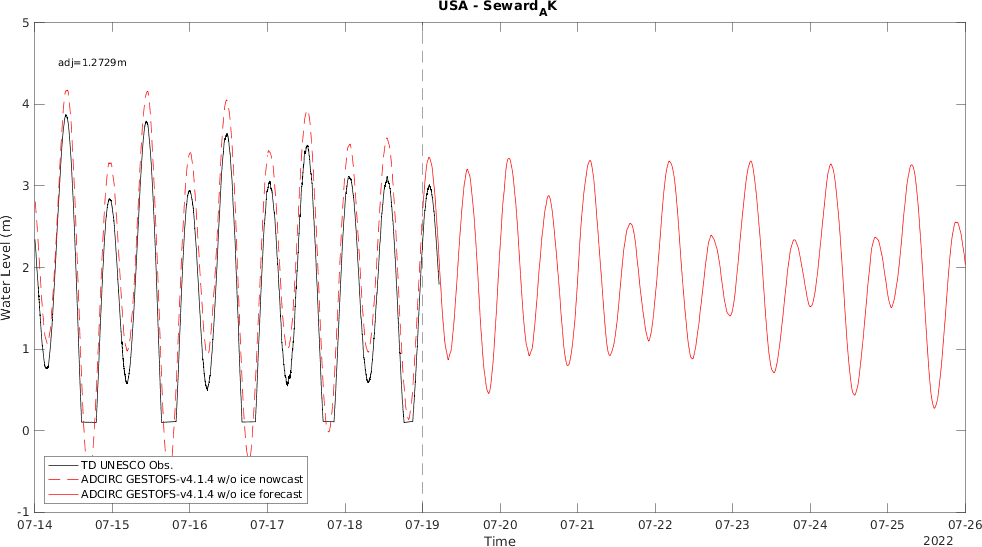 USA - Seward_AK
5
adj=1.2729m
4
3
2
1
0
-1
Water Level (m)
TD UNESCO Obs.
ADCIRC GESTOFS-v4.1.4 w/o ice nowcast
ADCIRC GESTOFS-v4.1.4 w/o ice forecast
07-14 07-15 07-16 07-17 07-18 07-19 07-20 07-21 07-22 07-23 07-24 07-25 07-26
Time
2022